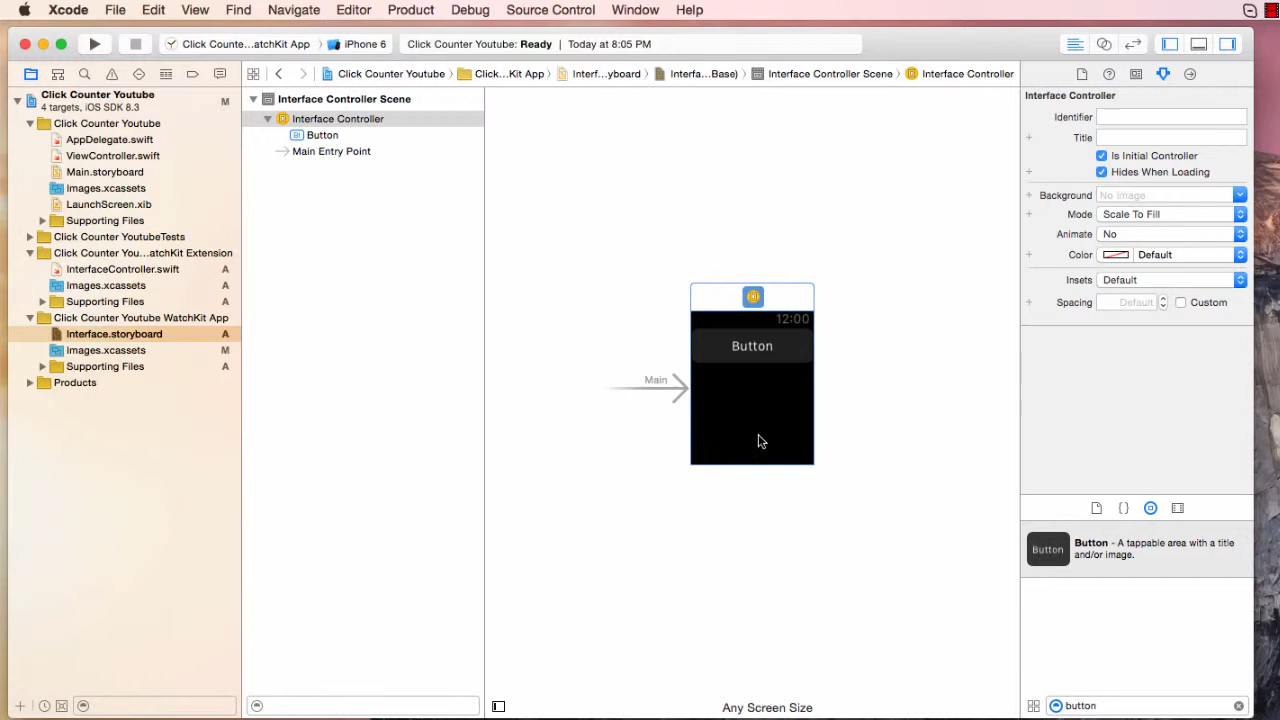 Xcode File Edit View Find Navigate Editor Product Debug Source Control Window Help
Click Counte...atchKit App iPhone 6 Click Counter Youtube: Ready Today at 8:05 PM
Click Counter Youtube Click...Kit App Interf...yboard Interfa...Base) Interface Controller Scene Interface Controller
Click Counter Youtube
4 targets, iOS SDK 8.3
M
Click Counter Youtube
AppDelegate.swift
ViewController.swift
Main.storyboard
Images.xcassets
LaunchScreen.xib
Supporting Files
Click Counter YoutubeTests
Click Counter You...atchKit Extension
InterfaceController.swift A
Images.xcassets A
Supporting Files A
Click Counter Youtube WatchKit App
Interface.storyboard A
Images.xcassets M
Supporting Files A
Products
Interface Controller Scene
Interface Controller
Button
Main Entry Point
12:00
Button
Main
Any Screen Size
Interface Controller
Identifier
Title
Is Initial Controller
Hides When Loading
Background No Image
Mode Scale To Fill
Animate No
Color Default
Insets Default
Spacing Default Custom
Button
Button - A tappable area with a title
and/or image.
button